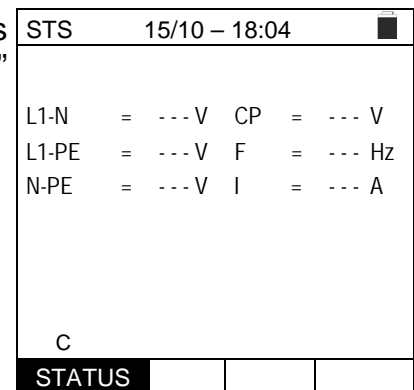 S
”
STS 15/10 – 18:04
L1-N = - - - V CP = - - - V
L1-PE = - - - V F = - - - Hz
N-PE = - - - V I = - - - A
C
STATUS